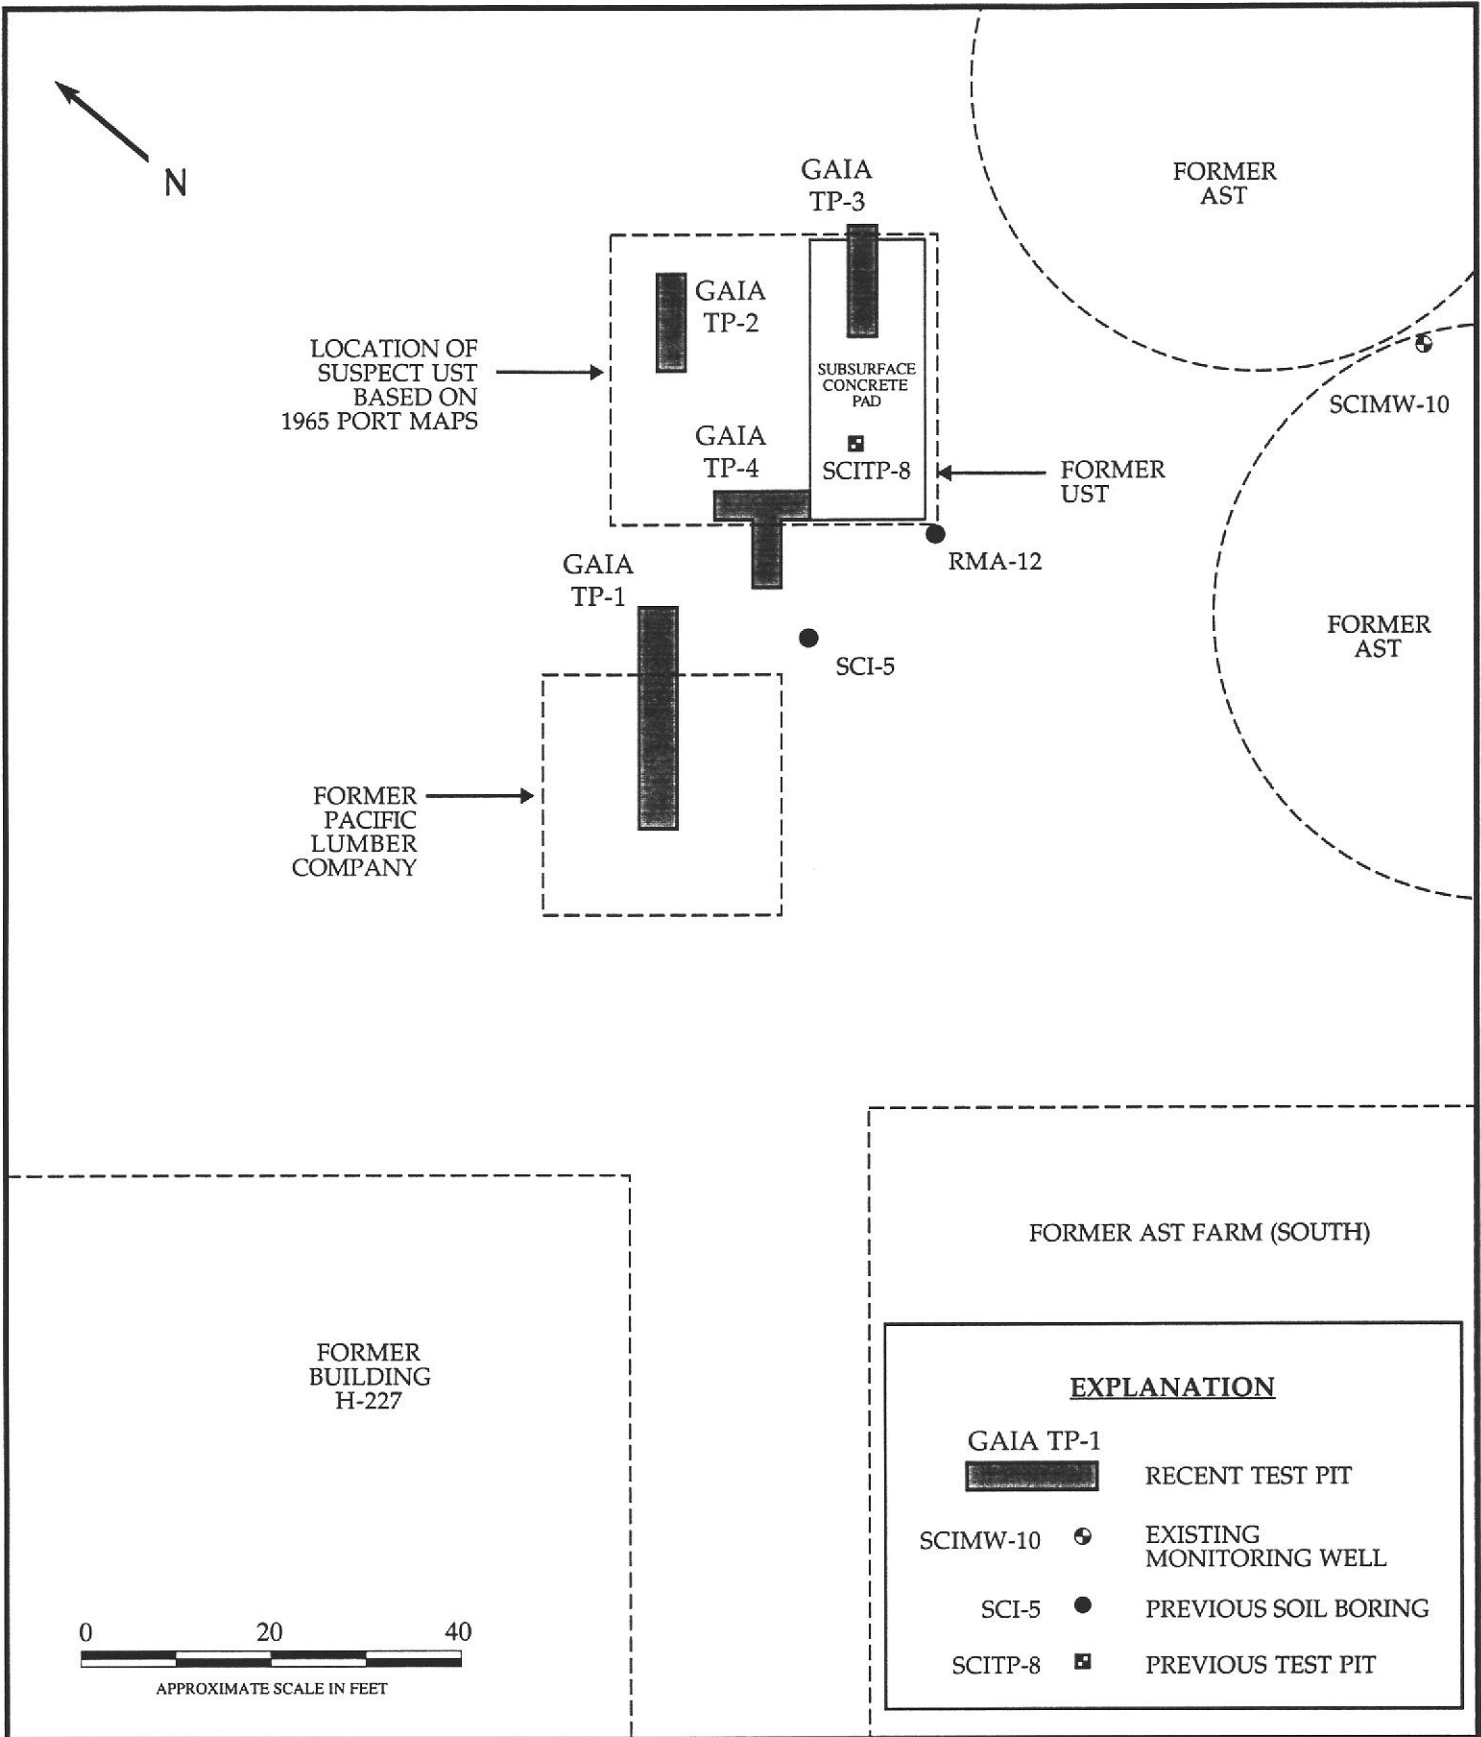 N
GAIA
TP-3
FORMER
AST
GAIA
TP-2
LOCATION OF
SUSPECT UST
BASED ON
1965 PORT MAPS
SUBSURFACE
CONCRETE
PAD
SCIMW-10
GAIA
TP-4
SCITP-8
FORMER
UST
RMA-12
GAIA
TP-1
FORMER
AST
SCI-5
FORMER
PACIFIC
LUMBER
COMPANY
FORMER AST FARM (SOUTH)
FORMER
BUILDING
H-227
EXPLANATION
GAIA TP-1
RECENT TEST PIT
SCIMW-10
EXISTING
MONITORING WELL
SCI-5
PREVIOUS SOIL BORING
SCITP-8
PREVIOUS TEST PIT
0 20 40
APPROXIMATE SCALE IN FEET